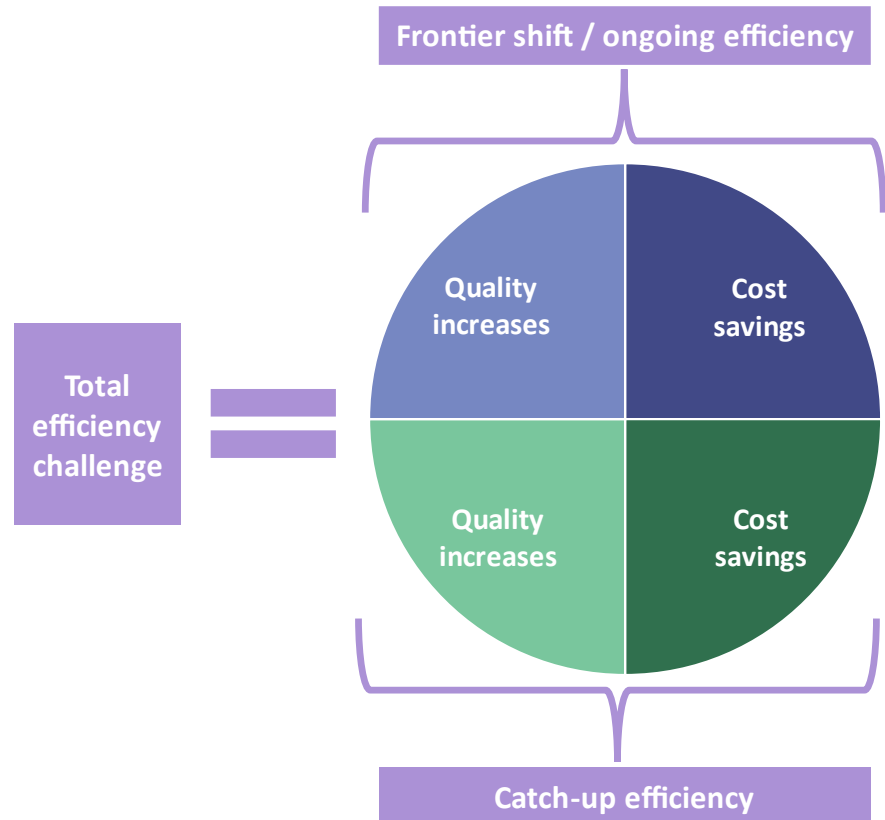 Frontier shift / ongoing efficiency
Quality
increases
Cost
savings
Total
efficiency
challenge
Quality
increases
Cost
savings
Catch-up efficiency